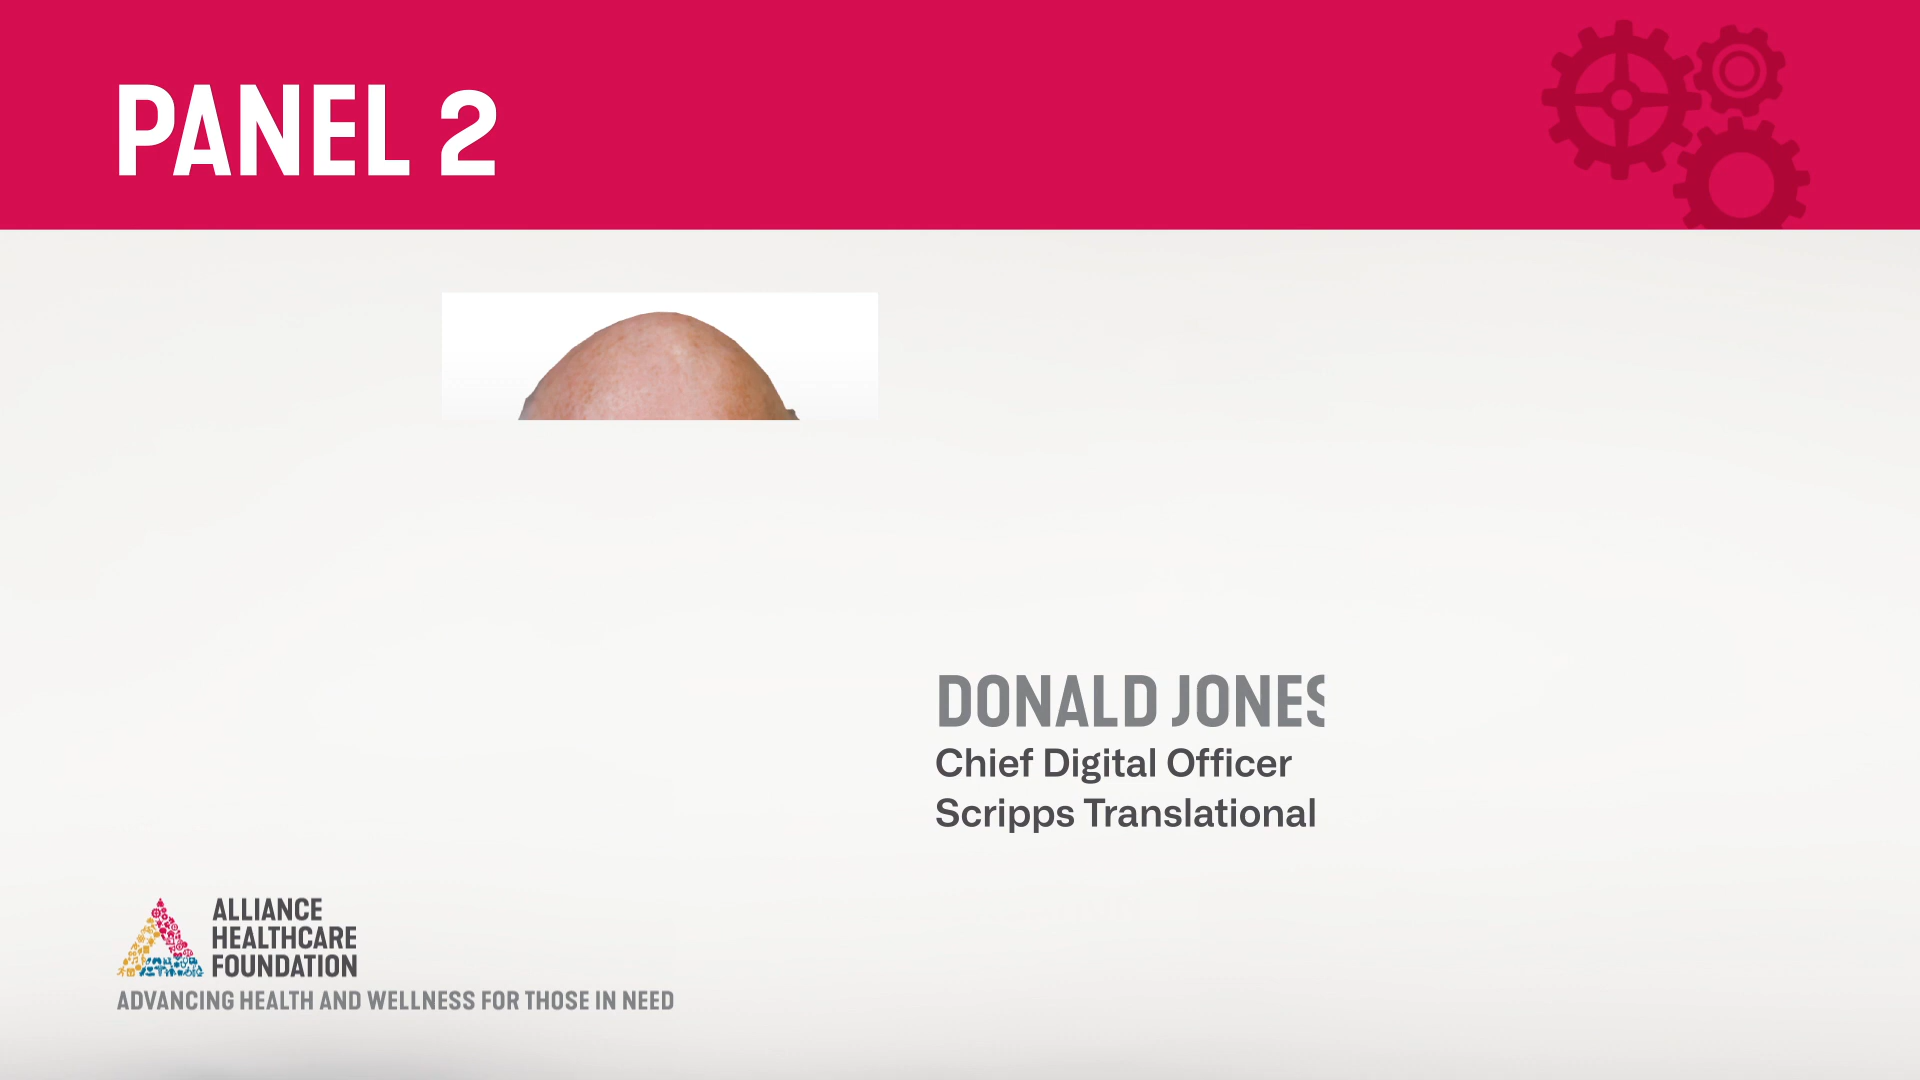 PANEL 2
DONALD JONES
Chief Digital Officer
Scripps Translational
ALLIANCE
HEALTHCARE
FOUNDATION
ADVANCING HEALTH AND WELLNESS FOR THOSE IN NEED